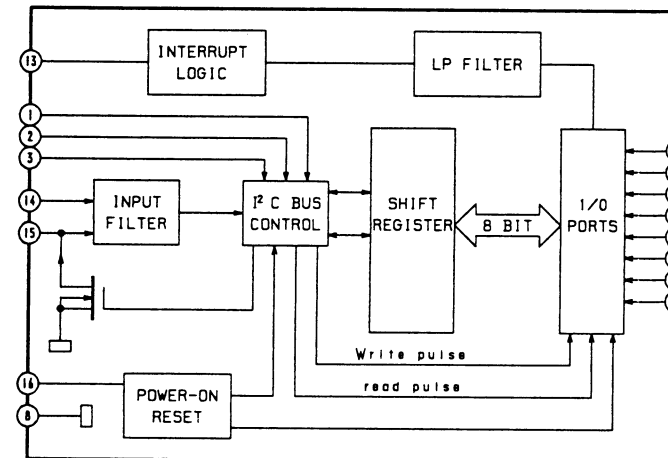 13
INTERRUPT
LOGIC
LP FILTER
1
2
3
14
INPUT
FILTER
I² C BUS
CONTROL
SHIFT
REGISTER
8 BIT
I/O
PORTS
15
Write pulse
read pulse
16
POWER-ON
RESET
8